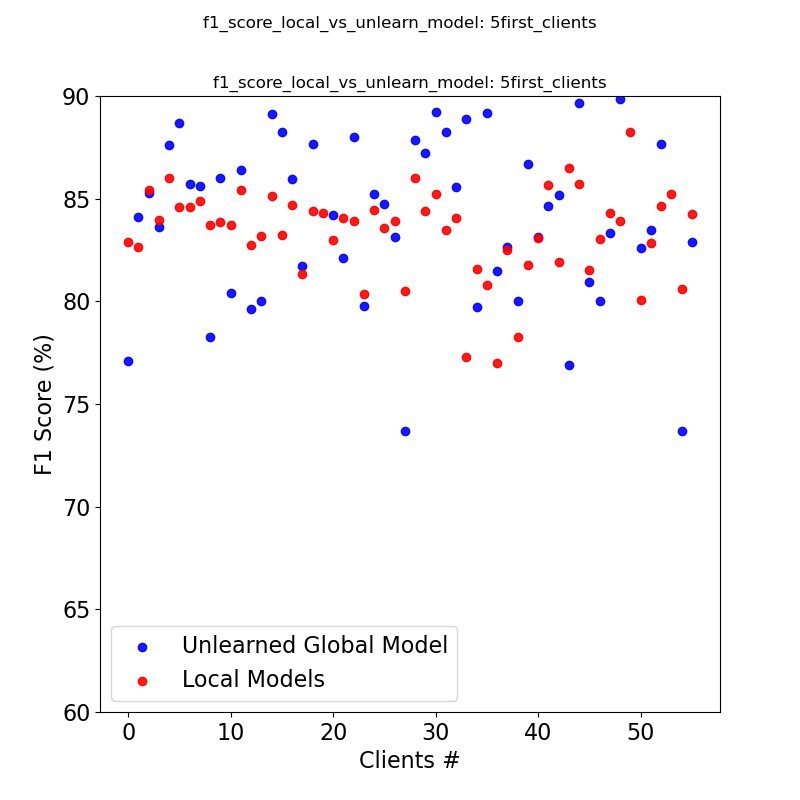 f1_score_local_vs_unlearn_model: 5first_clients
f1_score_local_vs_unlearn_model: 5first_clients
90
85
80
75
70
65
60
F1 Score (%)
Unlearned Global Model
Local Models
0 10 20 30 40 50
Clients #